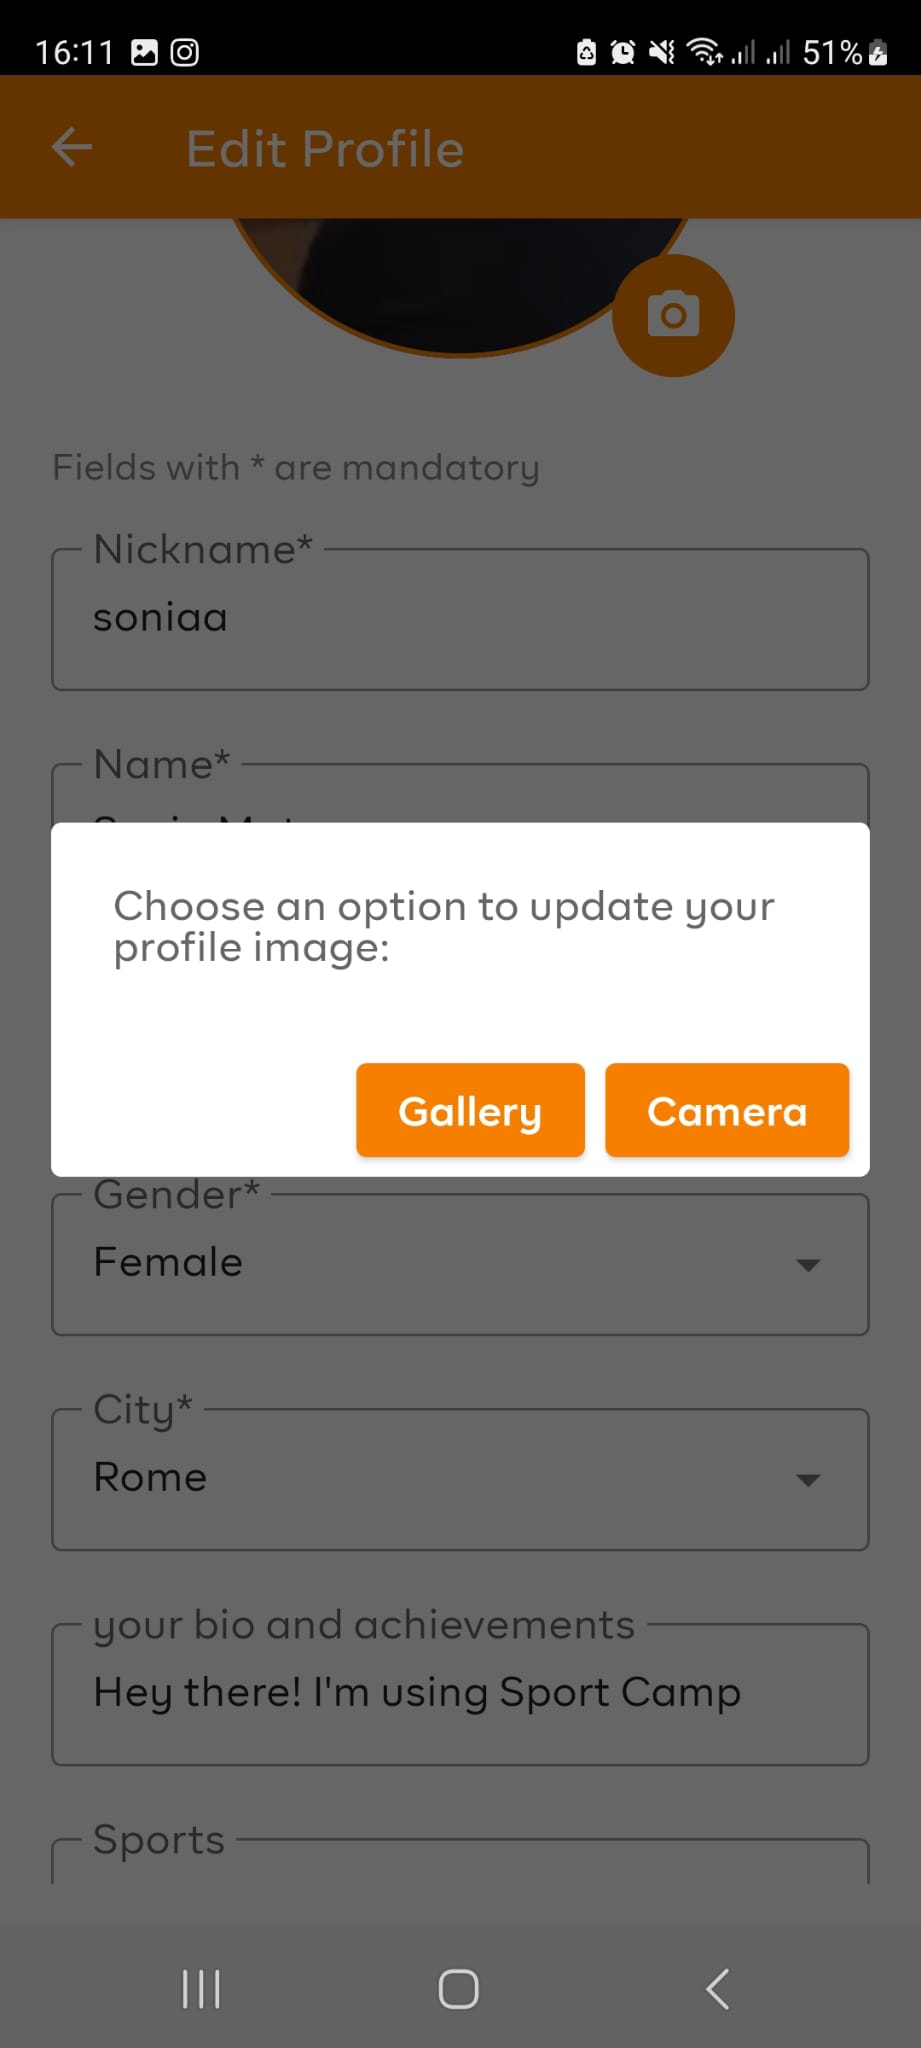 16:11
51%
Edit Profile
Fields with * are mandatory
Nickname*
soniaa
Name*
Choose an option to update your
profile image:
Gallery
Camera
Gender*
Female
City*
Rome
your bio and achievements
Hey there! I'm using Sport Camp
Sports